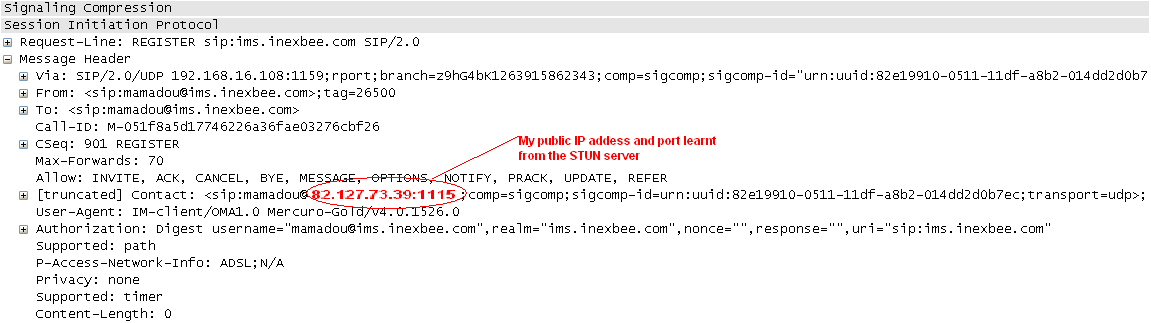 Signaling Compression
Session Initiation Protocol
Request-Line: REGISTER sip:ims.inexbee.com SIP/2.0
Message Header
Via: SIP/2.0/UDP 192.168.16.108:1159;rport;branch=z9hG4bK1263915862343;comp=sigcomp;sigcomp-id="urn:uuid:82e19910-0511-11df-a8b2-014dd2d0b7
From: <sip:mamadou@ims.inexbee.com>;tag=26500
To: <sip:mamadou@ims.inexbee.com>
Call-ID: M-051f8a5d17746226a36fae03276cbf26
CSeq: 901 REGISTER
My public IP addess and port learnt
from the STUN server
Max-Forwards: 70
Allow: INVITE, ACK, CANCEL, BYE, MESSAGE, OPTIONS, NOTIFY, PRACK, UPDATE, REFER
[truncated] Contact: <sip:mamadou@82.127.73.39:1115;comp=sigcomp;sigcomp-id=urn:uuid:82e19910-0511-11df-a8b2-014dd2d0b7ec;transport=udp>;
User-Agent: IM-client/OMA1.0 Mercuro-Gold/v4.0.1526.0
Authorization: Digest username="mamadou@ims.inexbee.com",realm="ims.inexbee.com",nonce="",response="",uri="sip:ims.inexbee.com"
Supported: path
P-Access-Network-Info: ADSL;N/A
Privacy: none
Supported: timer
Content-Length: 0